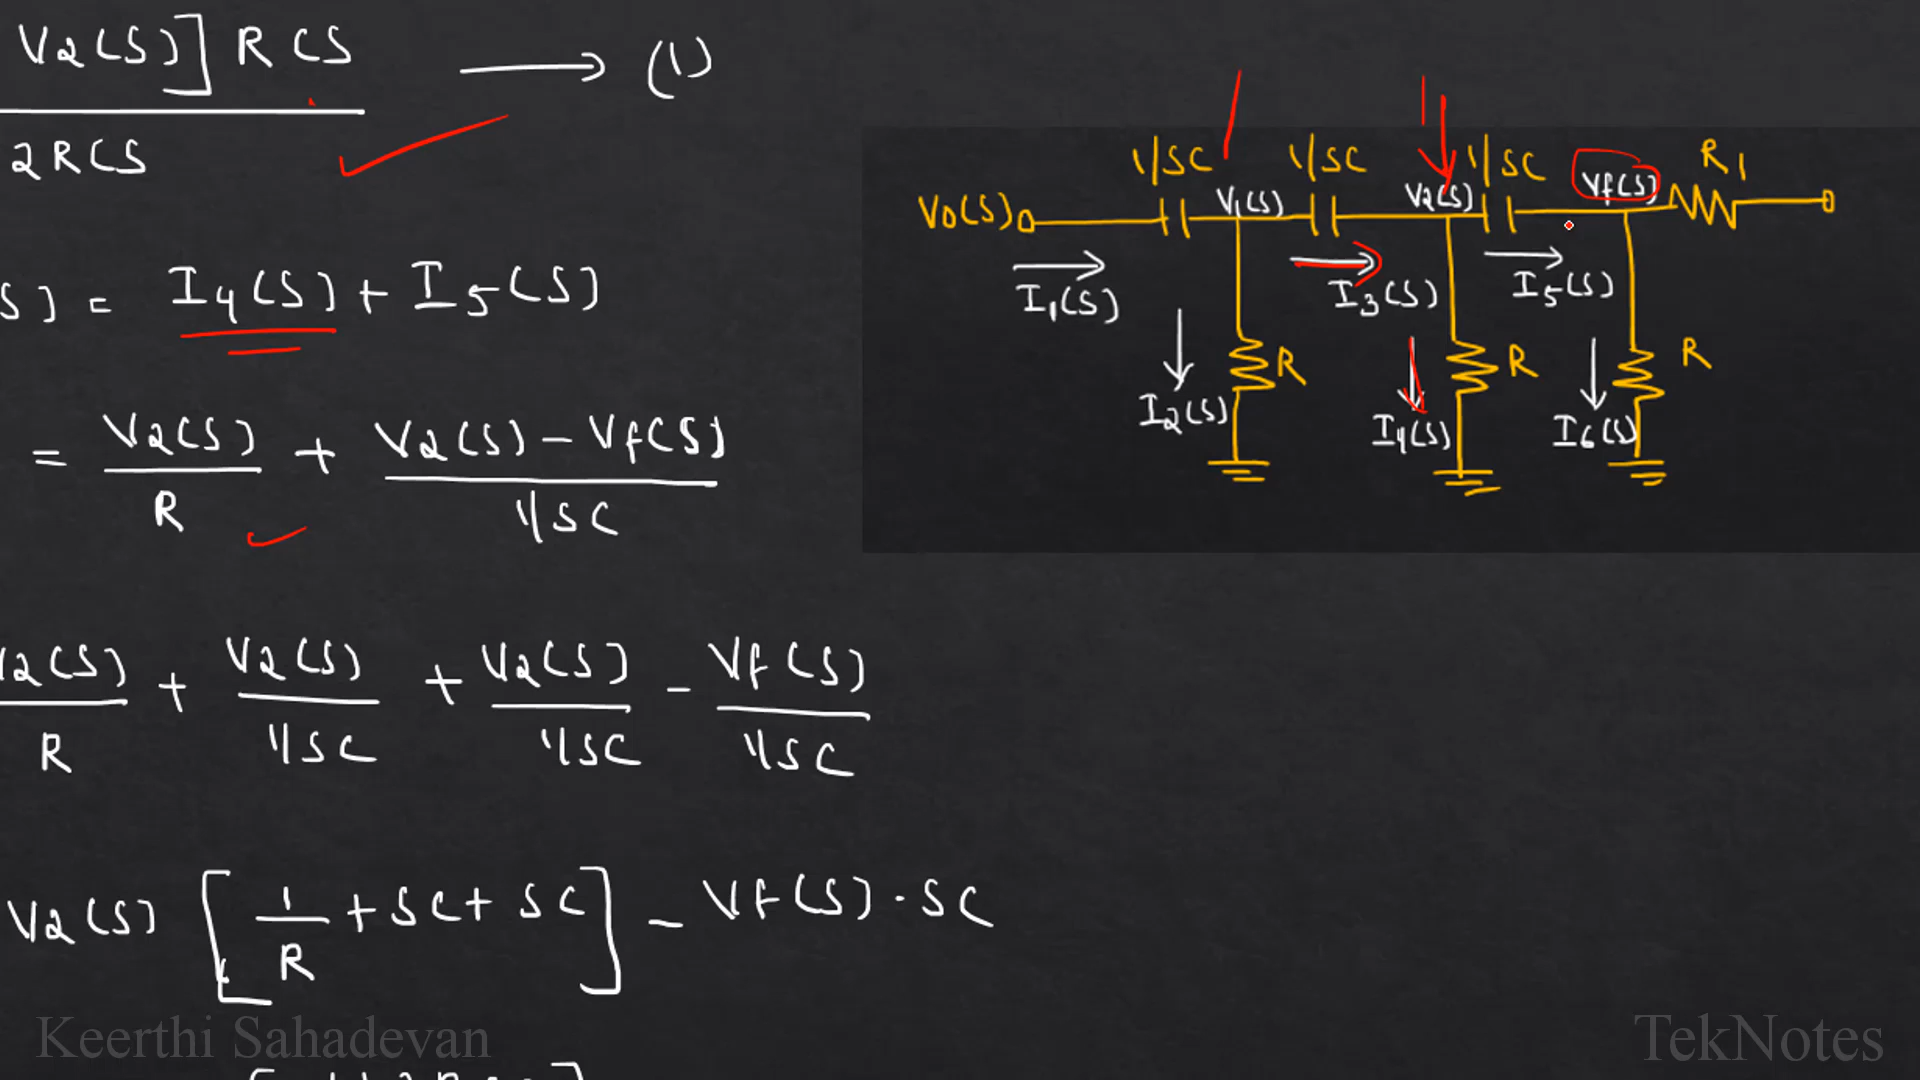 V2(S)] RCS ⟶ (1)
2RCS
S) = I4(S) + I5(S)
= V2(S)/R + (V2(S) - Vf(S))/(1/SC)
V2(S)/R + V2(S)/(1/SC) + V2(S)/(1/SC) - Vf(S)/(1/SC)
V2(S) [1/R + SC + SC] - Vf(S) · SC
1/SC 1/SC 1/SC R1
V0(S) V1(S) V2(S) Vf(S)
I1(S) I3(S) I5(S)
R R R
I2(S) I4(S) I6(S)
Keerthi Sahadevan
TekNotes